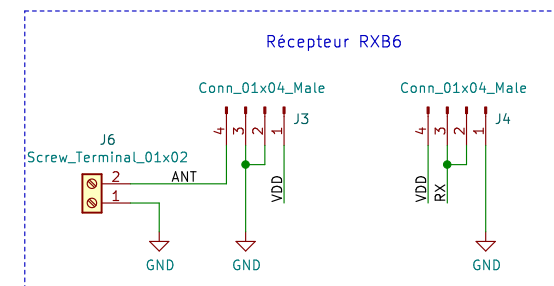 Récepteur RXB6
Conn_01x04_Male
J3
4 3 2 1
Conn_01x04_Male
J4
4 3 2 1
J6
Screw_Terminal_01x02
2
1
ANT
VDD
VDD
RX
GND
GND
GND